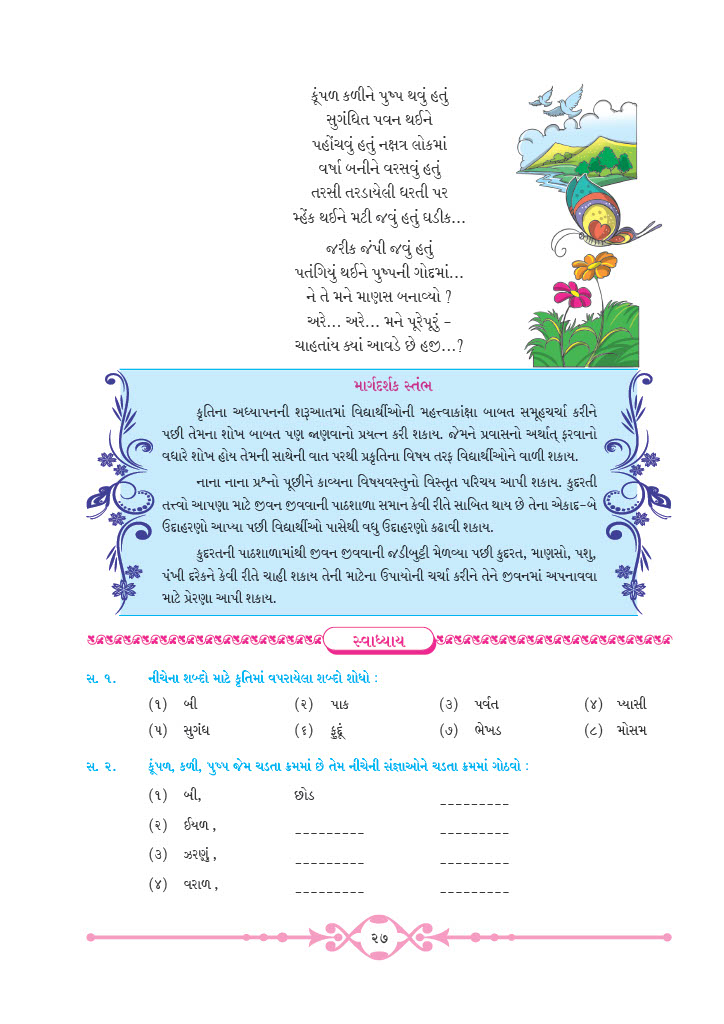 કૂંપળ કળીને પુષ્પ થવું હતું
સુગંધિત પવન થઈને
પહોંચવું હતું નક્ષત્ર લોકમાં
વર્ષા બનીને વરસવું હતું
તરસી તરડાયેલી ધરતી પર
મ્હેંક થઈને મટી જવું હતું ઘડીક...
જરીક જંપી જવું હતું
પતંગિયું થઈને પુષ્પની ગોદમાં...
ને તે મને માણસ બનાવ્યો ?
અરે... અરે... મને પૂરેપૂરું –
ચાહતાંય ક્યાં આવડે છે હજી...?
માર્ગદર્શક સ્તંભ
કૃતિના અધ્યાપનની શરૂઆતમાં વિદ્યાર્થીઓની મહત્ત્વાકાંક્ષા બાબત સમૂહચર્ચા કરીને
પછી તેમના શોખ બાબત પણ જાણવાનો પ્રયત્ન કરી શકાય. જેમને પ્રવાસનો અર્થાત્ ફરવાનો
વધારે શોખ હોય તેમની સાથેની વાત પરથી પ્રકૃતિના વિષય તરફ વિદ્યાર્થીઓને વાળી શકાય.
નાના નાના પ્રશ્નો પૂછીને કાવ્યના વિષયવસ્તુનો વિસ્તૃત પરિચય આપી શકાય. કુદરતી
તત્ત્વો આપણા માટે જીવન જીવવાની પાઠશાળા સમાન કેવી રીતે સાબિત થાય છે તેના એકાદ-બે
ઉદાહરણો આપ્યા પછી વિદ્યાર્થીઓ પાસેથી વધુ ઉદાહરણો કઢાવી શકાય.
કુદરતની પાઠશાળામાંથી જીવન જીવવાની જડીબુટ્ટી મેળવ્યા પછી કુદરત, માણસો, પશુ,
પંખી દરેકને કેવી રીતે ચાહી શકાય તેની માટેના ઉપાયોની ચર્ચા કરીને તેને જીવનમાં અપનાવવા
માટે પ્રેરણા આપી શકાય.
સ્વાધ્યાય
સ. ૧. નીચેના શબ્દો માટે કૃતિમાં વપરાયેલા શબ્દો શોધો :
(૧) બી (૨) પાક (૩) પર્વત (૪) પ્યાસી
(૫) સુગંધ (૬) ફુદ્દૂં (૭) ભેખડ (૮) મોસમ
સ. ૨. કૂંપળ, કળી, પુષ્પ જેમ ચડતા ક્રમમાં છે તેમ નીચેની સંજ્ઞાઓને ચડતા ક્રમમાં ગોઠવો :
(૧) બી, છોડ _________
(૨) ઈયળ , _________ _________
(૩) ઝરણું , _________ _________
(૪) વરાળ , _________ _________
૨૭